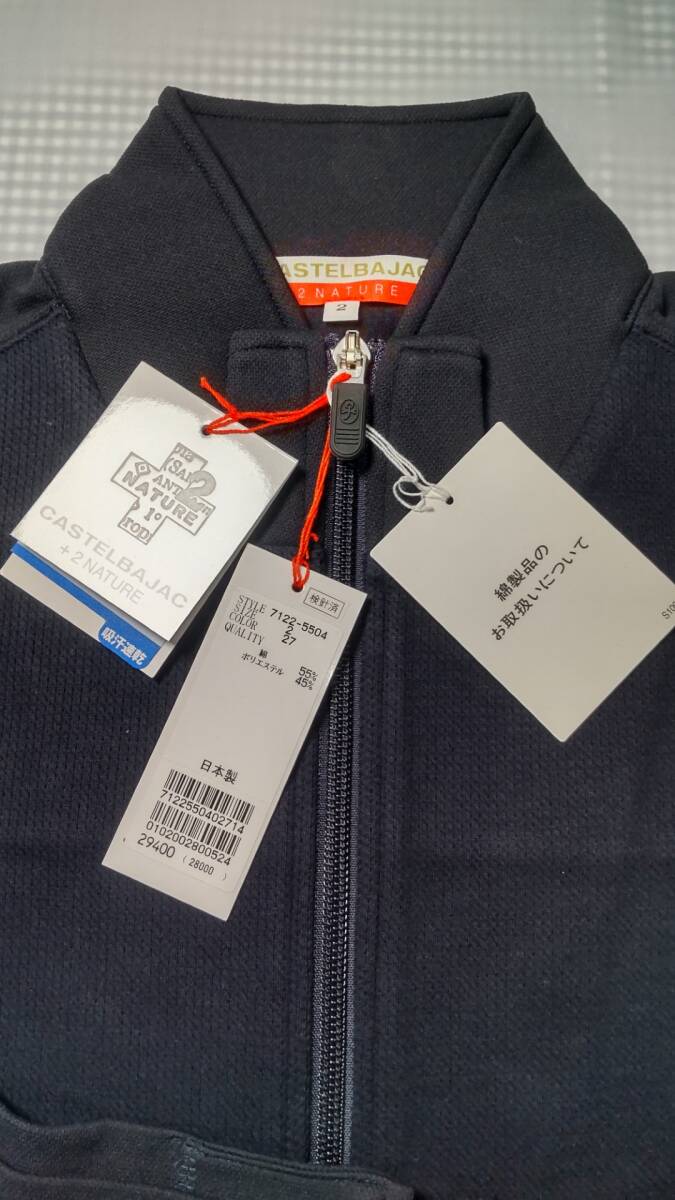 CASTELBAJAC
+2 NATURE
2
2
NATURE
CASTELBAJAC
+2 NATURE
吸汗速乾
検針済
STYLE 7122-5504
SIZE 2
COLOR 27
QUALITY
綿 55%
ポリエステル 45%
日本製
7122550402714
0102002800524
29400 (28000)
綿製品の
お取扱いについて